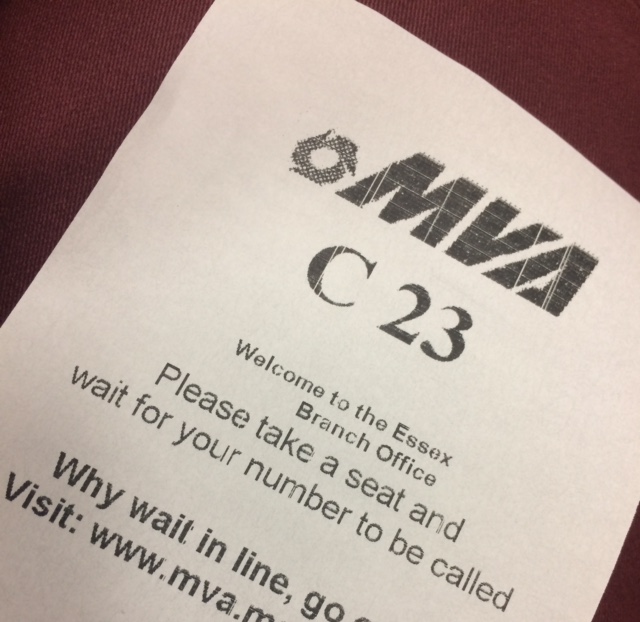 MVA
C 23
Welcome to the Essex
Branch Office
Please take a seat and
wait for your number to be called
Why wait in line, go
Visit: www.mva.m